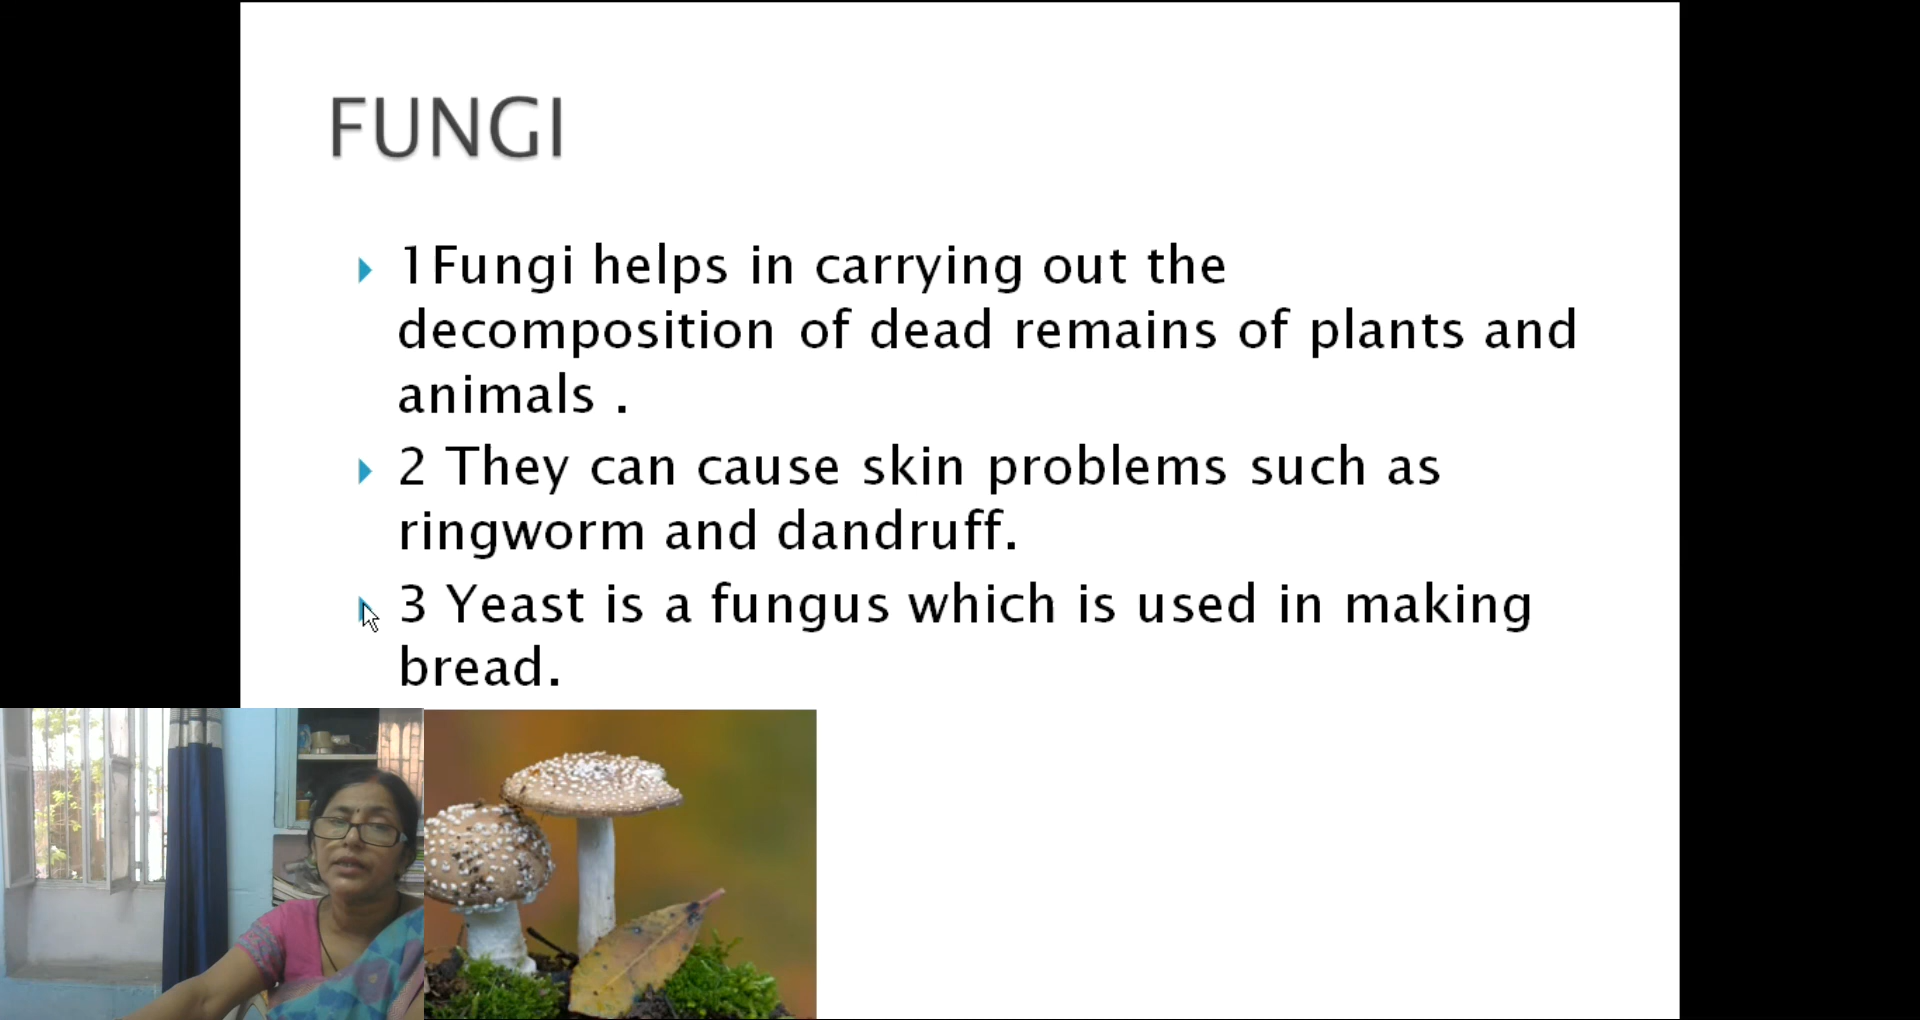 FUNGI
1Fungi helps in carrying out the
decomposition of dead remains of plants and
animals .
2 They can cause skin problems such as
ringworm and dandruff.
3 Yeast is a fungus which is used in making
bread.